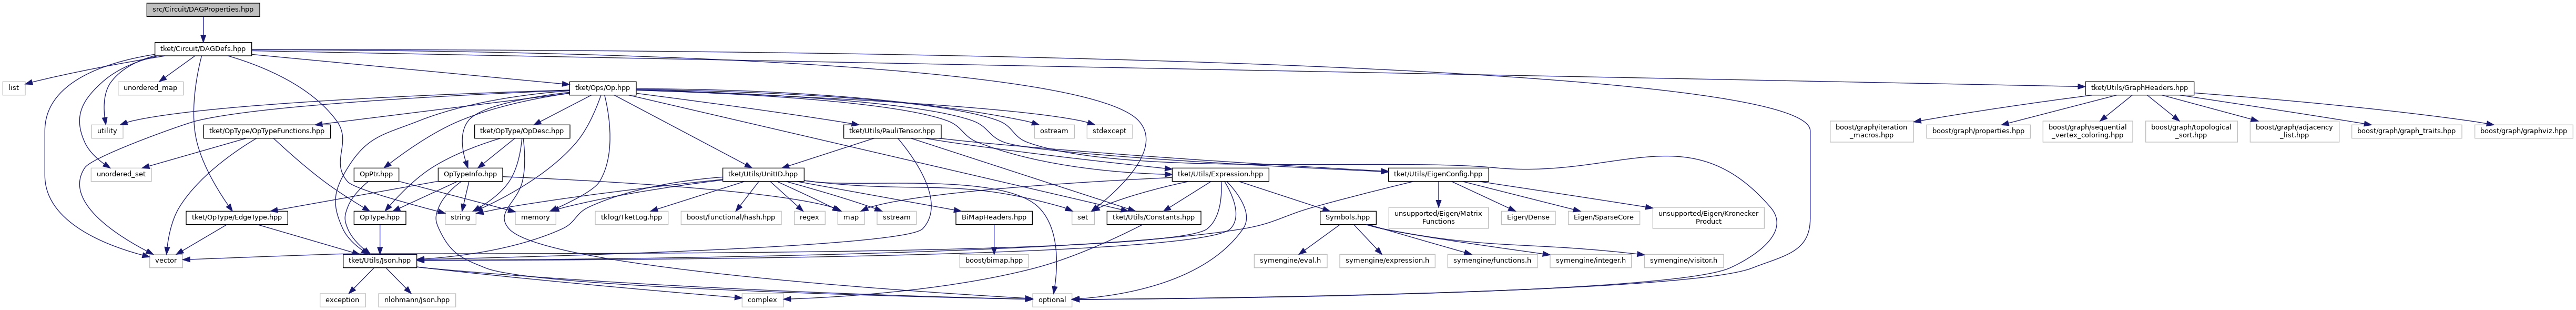 src/Circuit/DAGProperties.hpp
tket/Circuit/DAGDefs.hpp
list
unordered_map
tket/Ops/Op.hpp
tket/Utils/GraphHeaders.hpp
utility
tket/OpType/OpTypeFunctions.hpp
tket/OpType/OpDesc.hpp
tket/Utils/PauliTensor.hpp
ostream
stdexcept
boost/graph/iteration
_macros.hpp
boost/graph/properties.hpp
boost/graph/sequential
_vertex_coloring.hpp
boost/graph/topological
_sort.hpp
boost/graph/adjacency
_list.hpp
boost/graph/graph_traits.hpp
boost/graph/graphviz.hpp
unordered_set
OpPtr.hpp
OpTypeInfo.hpp
tket/Utils/UnitID.hpp
tket/Utils/Expression.hpp
tket/Utils/EigenConfig.hpp
tket/OpType/EdgeType.hpp
OpType.hpp
string
memory
tklog/TketLog.hpp
boost/functional/hash.hpp
regex
map
sstream
BiMapHeaders.hpp
set
tket/Utils/Constants.hpp
Symbols.hpp
unsupported/Eigen/Matrix
Functions
Eigen/Dense
Eigen/SparseCore
unsupported/Eigen/Kronecker
Product
vector
tket/Utils/Json.hpp
boost/bimap.hpp
symengine/eval.h
symengine/expression.h
symengine/functions.h
symengine/integer.h
symengine/visitor.h
exception
nlohmann/json.hpp
complex
optional